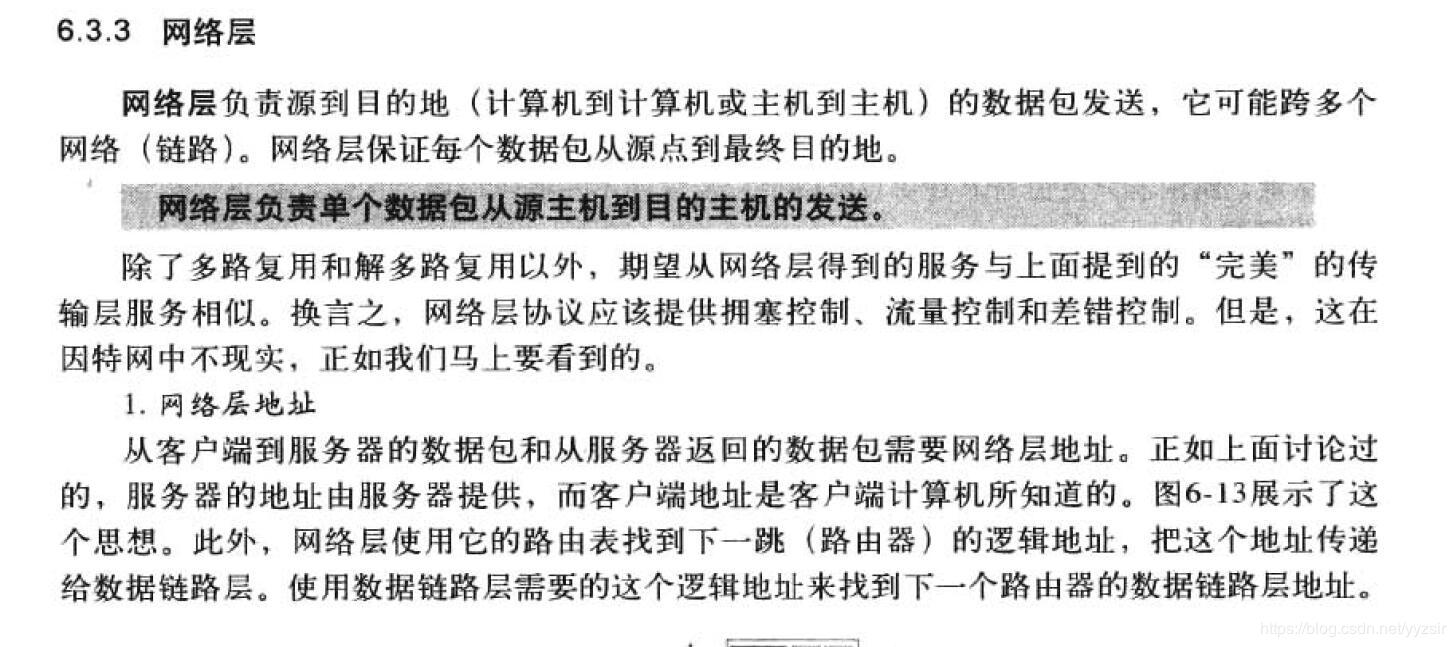 6.3.3 网络层
网络层负责源到目的地（计算机到计算机或主机到主机）的数据包发送，它可能跨多个
网络（链路）。网络层保证每个数据包从源点到最终目的地。
网络层负责单个数据包从源主机到目的主机的发送。
除了多路复用和解多路复用以外，期望从网络层得到的服务与上面提到的“完美”的传
输层服务相似。换言之，网络层协议应该提供拥塞控制、流量控制和差错控制。但是，这在
因特网中不现实，正如我们马上要看到的。
1. 网络层地址
从客户端到服务器的数据包和从服务器返回的数据包需要网络层地址。正如上面讨论过
的，服务器的地址由服务器提供，而客户端地址是客户端计算机所知道的。图6-13展示了这
个思想。此外，网络层使用它的路由表找到下一跳（路由器）的逻辑地址，把这个地址传递
给数据链路层。使用数据链路层需要的这个逻辑地址来找到下一个路由器的数据链路层地址。
https://blog.csdn.net/yyzsir